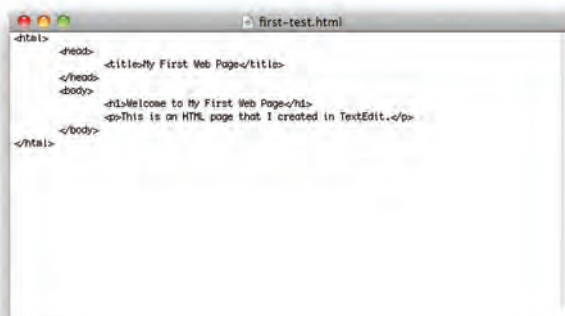 first-test.html
<html>
<head>
<title>My First Web Page</title>
</head>
<body>
<h1>Welcome to My First Web Page</h1>
<p>This is an HTML page that I created in TextEdit.</p>
</body>
</html>